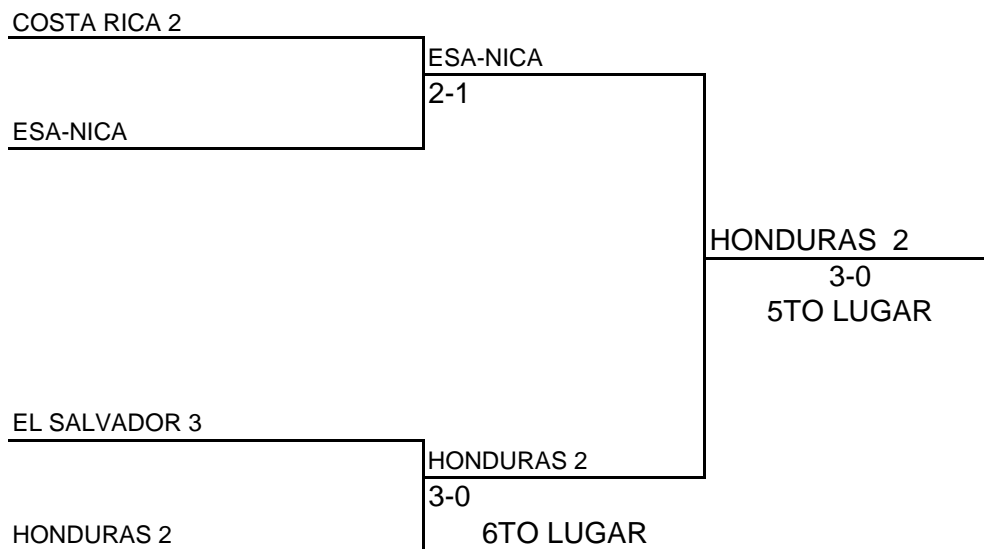 COSTA RICA 2
ESA-NICA
2-1
ESA-NICA
HONDURAS 2
3-0
5TO LUGAR
EL SALVADOR 3
HONDURAS 2
3-0
HONDURAS 2
6TO LUGAR